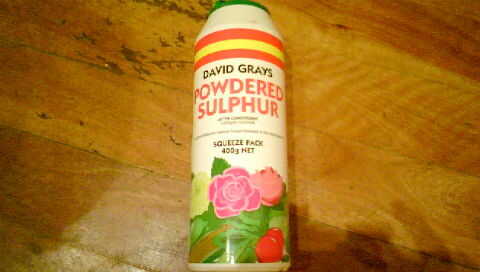 DAVID GRAYS
POWDERED
SULPHUR
SQUEEZE PACK
400g NET